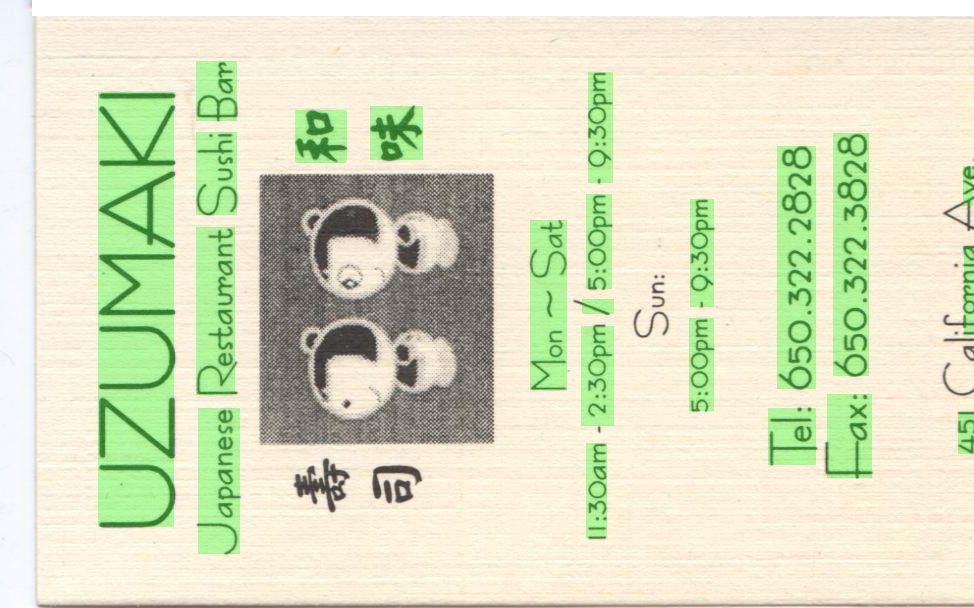 UZUMAKI
Japanese Restaurant Sushi Bar
寿 和
司 味
Mon ~ Sat
11:30am - 2:30pm / 5:00pm - 9:30pm
Sun:
5:00pm - 9:30pm
Tel: 650.322.2828
Fax: 650.322.3828
451 California Ave